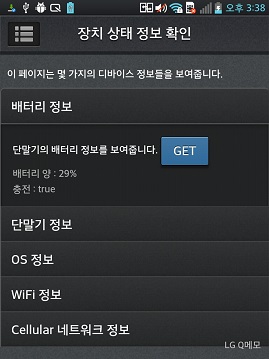 오후 3:38
장치 상태 정보 확인
이 페이지는 몇 가지의 디바이스 정보들을 보여줍니다.
배터리 정보
단말기의 배터리 정보를 보여줍니다. GET
배터리 양 : 29%
충전 : true
단말기 정보
OS 정보
WiFi 정보
Cellular 네트워크 정보
LG Q메모